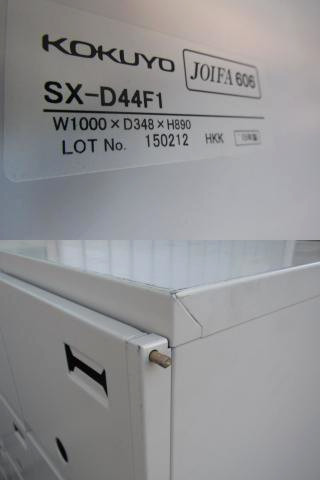 KOKUYO JOIFA 606
SX-D44F1
W1000×D348×H890
LOT No. 150212 HKK